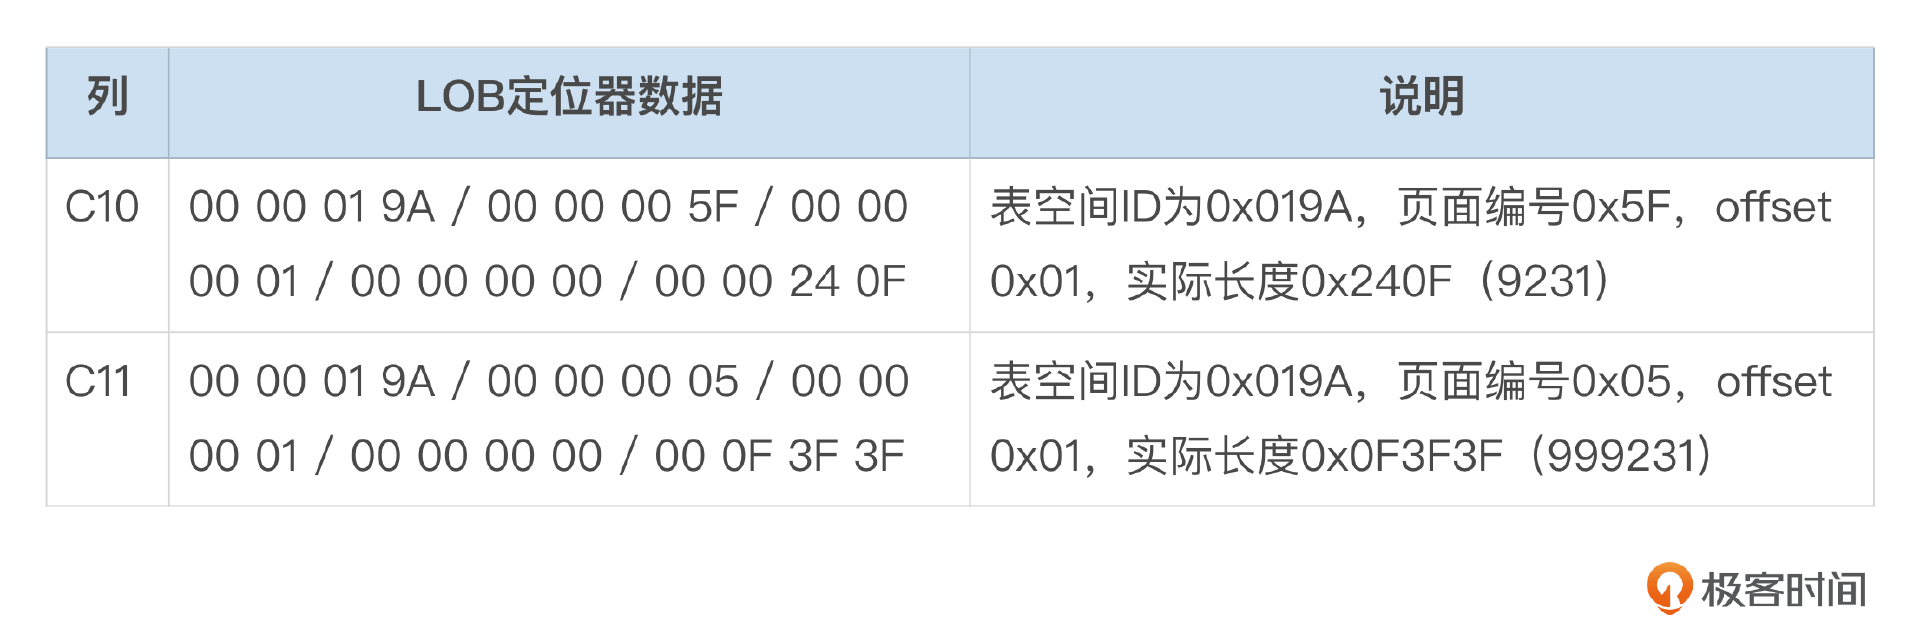 列 LOB定位器数据 说明
C10 00 00 01 9A / 00 00 00 5F / 00 00 表空间ID为0x019A，页面编号0x5F，offset
00 01 / 00 00 00 00 / 00 00 24 0F 0x01，实际长度0x240F（9231）
C11 00 00 01 9A / 00 00 00 05 / 00 00 表空间ID为0x019A，页面编号0x05，offset
00 01 / 00 00 00 00 / 00 0F 3F 3F 0x01，实际长度0x0F3F3F（999231）
极客时间